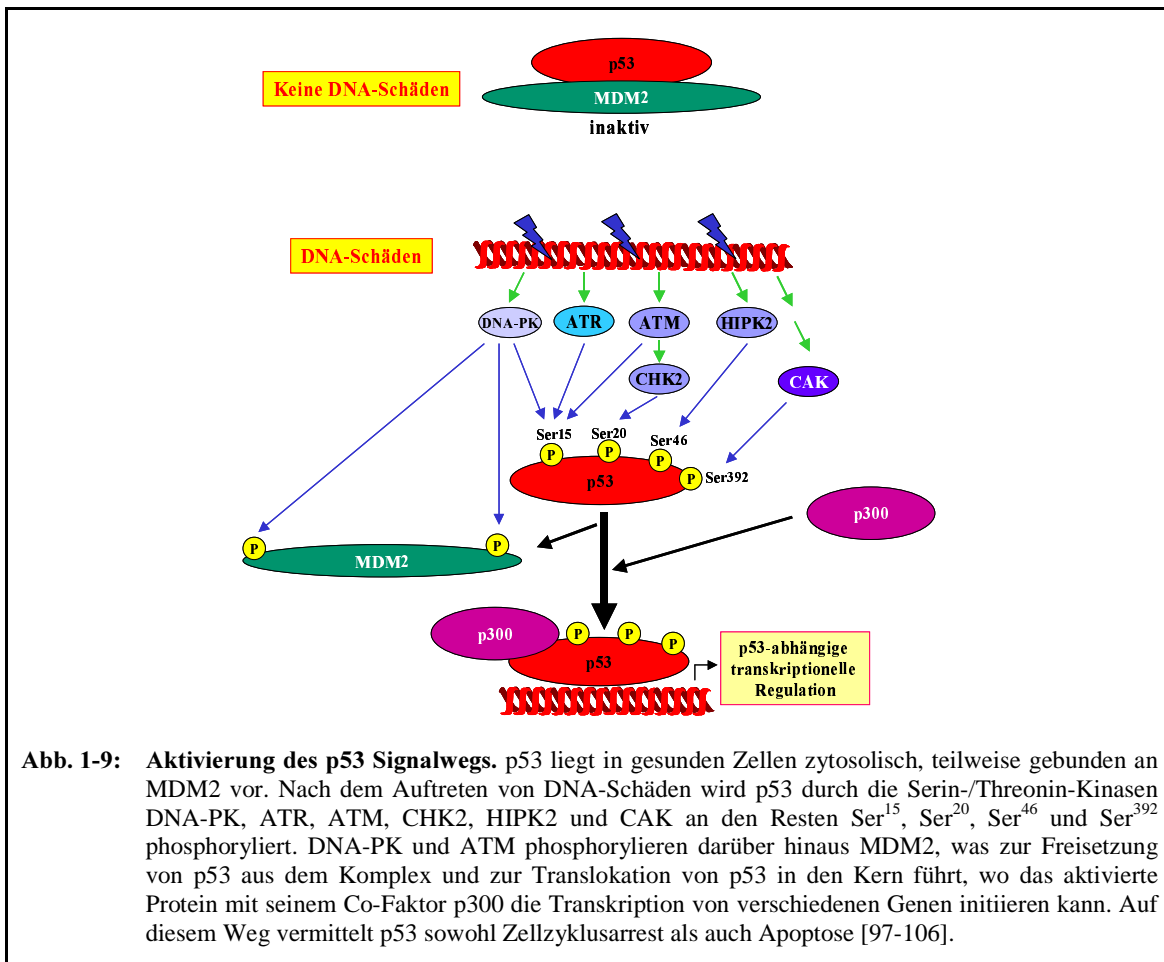 p53
Keine DNA-Schäden
MDM2
inaktiv
DNA-Schäden
DNA-PK
ATR
ATM
HIPK2
CHK2
CAK
Ser15
Ser20
Ser46
P
P
P
P
Ser392
p53
p300
P
P
MDM2
p300
P
P
P
p53
p53-abhängige
transkriptionelle
Regulation
Abb. 1-9: Aktivierung des p53 Signalwegs. p53 liegt in gesunden Zellen zytosolisch, teilweise gebunden an
MDM2 vor. Nach dem Auftreten von DNA-Schäden wird p53 durch die Serin-/Threonin-Kinasen
DNA-PK, ATR, ATM, CHK2, HIPK2 und CAK an den Resten Ser¹⁵, Ser²⁰, Ser⁴⁶ und Ser³⁹²
phosphoryliert. DNA-PK und ATM phosphorylieren darüber hinaus MDM2, was zur Freisetzung
von p53 aus dem Komplex und zur Translokation von p53 in den Kern führt, wo das aktivierte
Protein mit seinem Co-Faktor p300 die Transkription von verschiedenen Genen initiieren kann. Auf
diesem Weg vermittelt p53 sowohl Zellzyklusarrest als auch Apoptose [97-106].